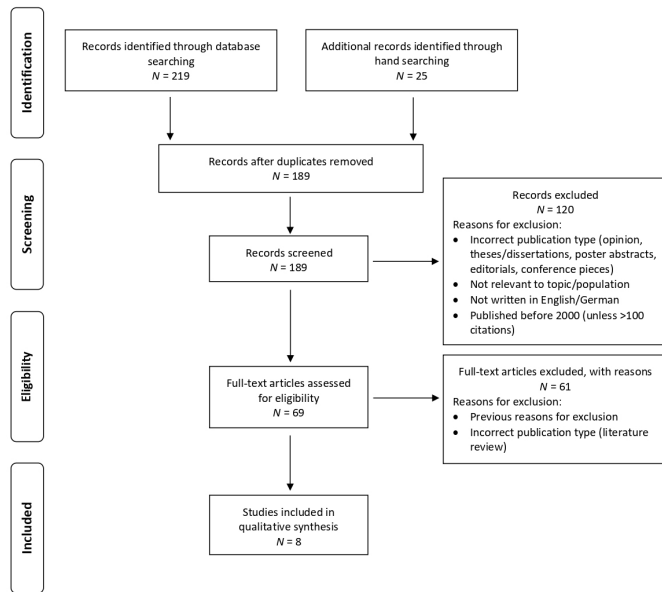 Identification
Records identified through database
searching
N = 219
Additional records identified through
hand searching
N = 25
Records after duplicates removed
N = 189
Screening
Records screened
N = 189
Records excluded
N = 120
Reasons for exclusion:
• Incorrect publication type (opinion,
theses/dissertations, poster abstracts,
editorials, conference pieces)
• Not relevant to topic/population
• Not written in English/German
• Published before 2000 (unless >100
citations)
Eligibility
Full-text articles assessed
for eligibility
N = 69
Full-text articles excluded, with reasons
N = 61
Reasons for exclusion:
• Previous reasons for exclusion
• Incorrect publication type (literature
review)
Included
Studies included in
qualitative synthesis
N = 8